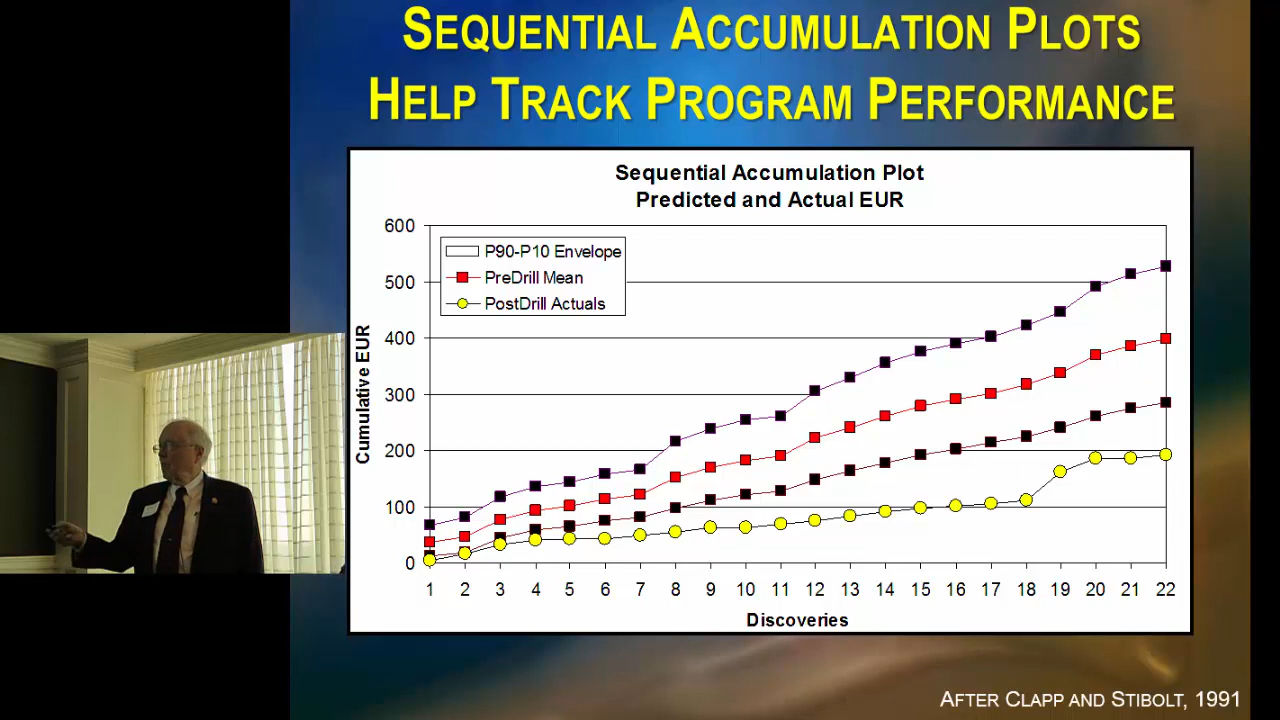 SEQUENTIAL ACCUMULATION PLOTS
HELP TRACK PROGRAM PERFORMANCE
Sequential Accumulation Plot
Predicted and Actual EUR
600
500
400
300
200
100
0
P90-P10 Envelope
PreDrill Mean
PostDrill Actuals
Cumulative EUR
1 2 3 4 5 6 7 8 9 10 11 12 13 14 15 16 17 18 19 20 21 22
Discoveries
AFTER CLAPP AND STIBOLT, 1991